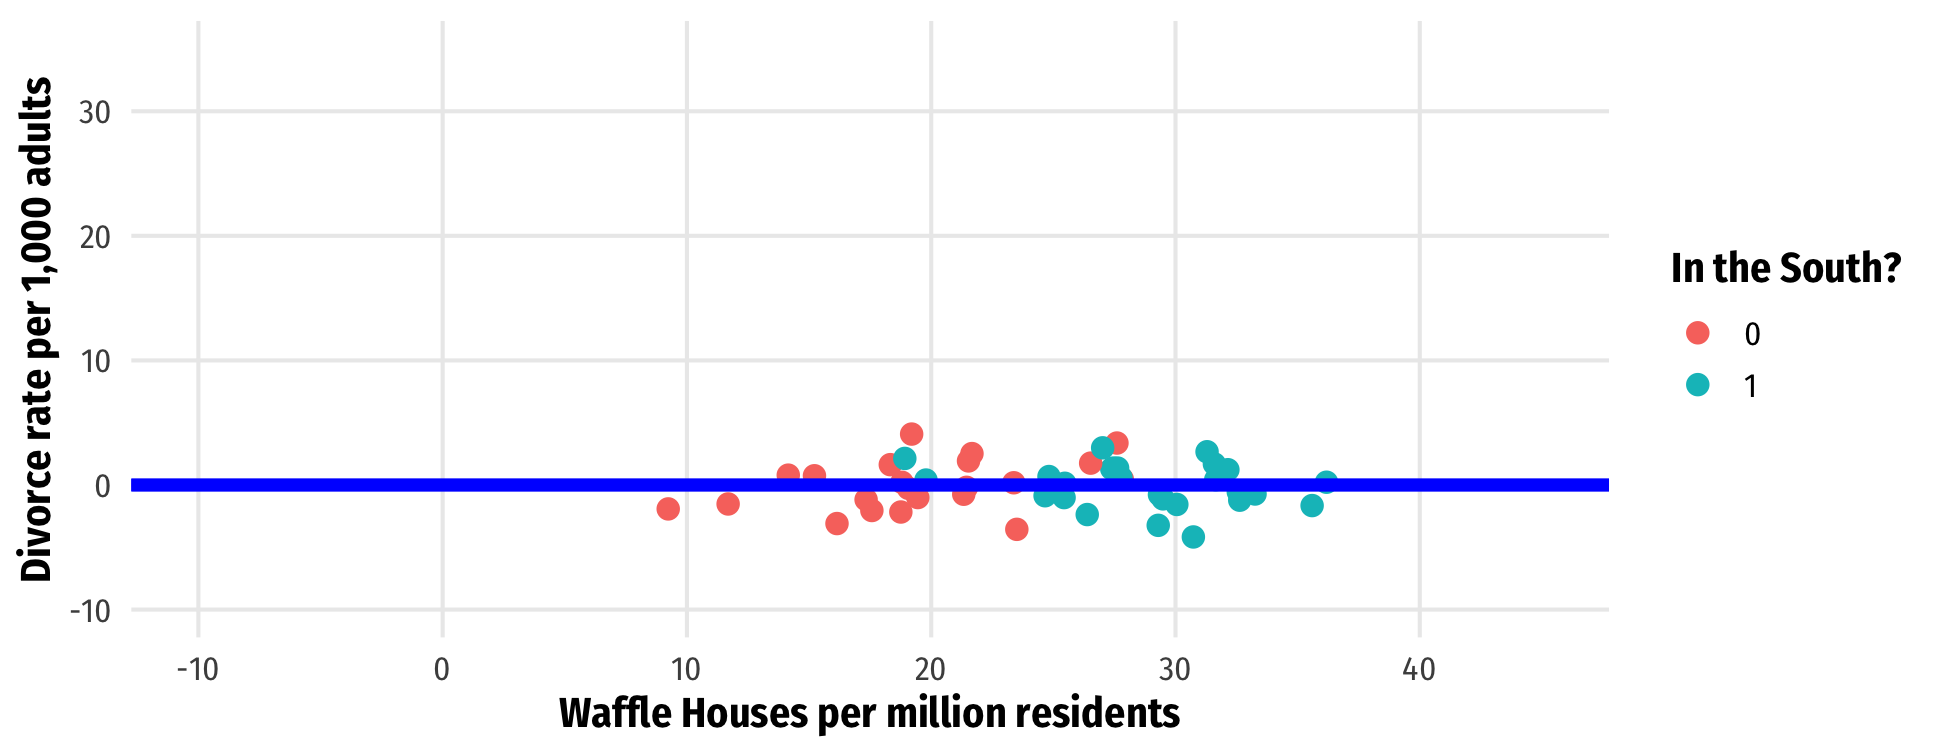 Divorce rate per 1,000 adults
30
20
10
0
-10
-10 0 10 20 30 40
Waffle Houses per million residents
In the South?
0
1